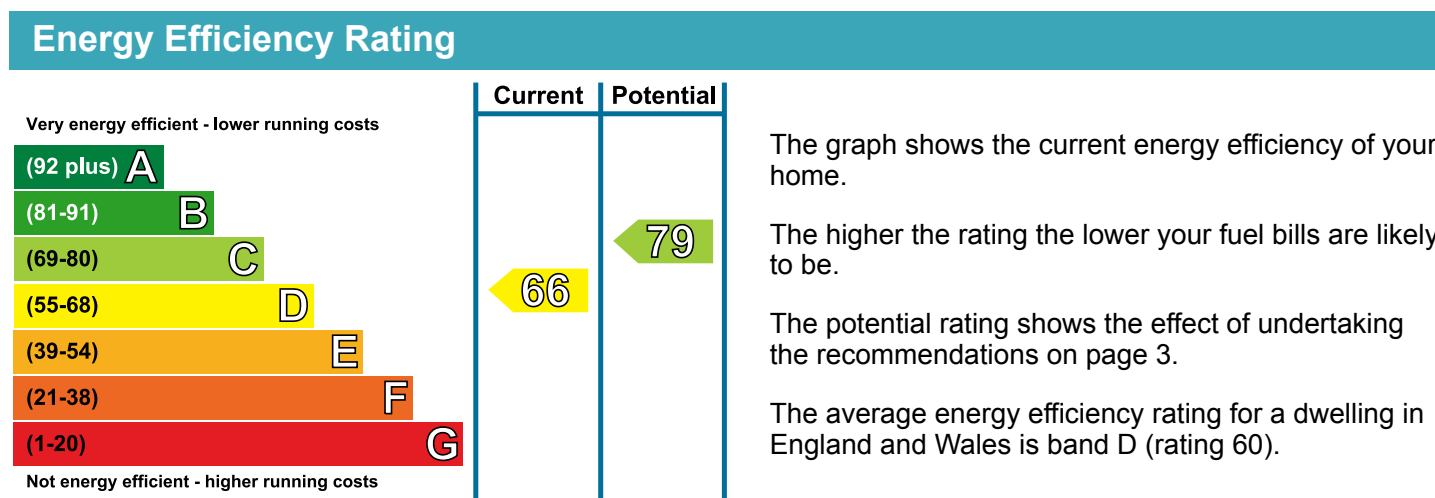 Energy Efficiency Rating
Current Potential
Very energy efficient - lower running costs
(92 plus) A
(81-91) B
(69-80) C
(55-68) D
(39-54) E
(21-38) F
(1-20) G
Not energy efficient - higher running costs
66
79
The graph shows the current energy efficiency of your
home.
The higher the rating the lower your fuel bills are likely
to be.
The potential rating shows the effect of undertaking
the recommendations on page 3.
The average energy efficiency rating for a dwelling in
England and Wales is band D (rating 60).